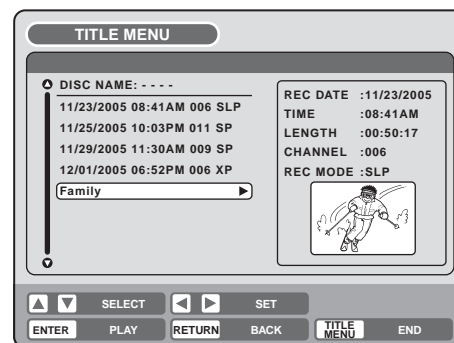 TITLE MENU
DISC NAME: - - - -
11/23/2005 08:41AM 006 SLP
11/25/2005 10:03PM 011 SP
11/29/2005 11:30AM 009 SP
12/01/2005 06:52PM 006 XP
Family
REC DATE :11/23/2005
TIME :08:41AM
LENGTH :00:50:17
CHANNEL :006
REC MODE :SLP
SELECT SET
ENTER PLAY RETURN BACK TITLE MENU END